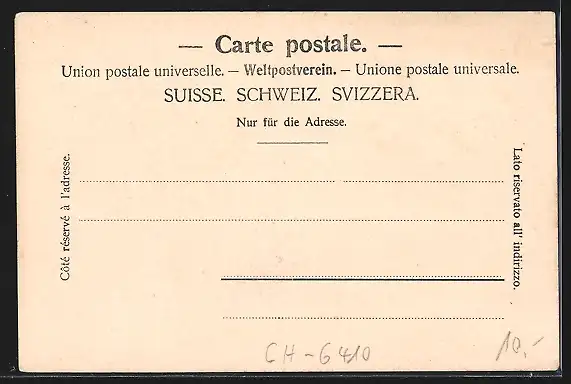 — Carte postale. —
Union postale universelle. — Weltpostverein. — Unione postale universale.
SUISSE. SCHWEIZ. SVIZZERA.
Nur für die Adresse.
Côté réservé à l'adresse.
Lato riservato all' indirizzo.
CH-6410
10,-